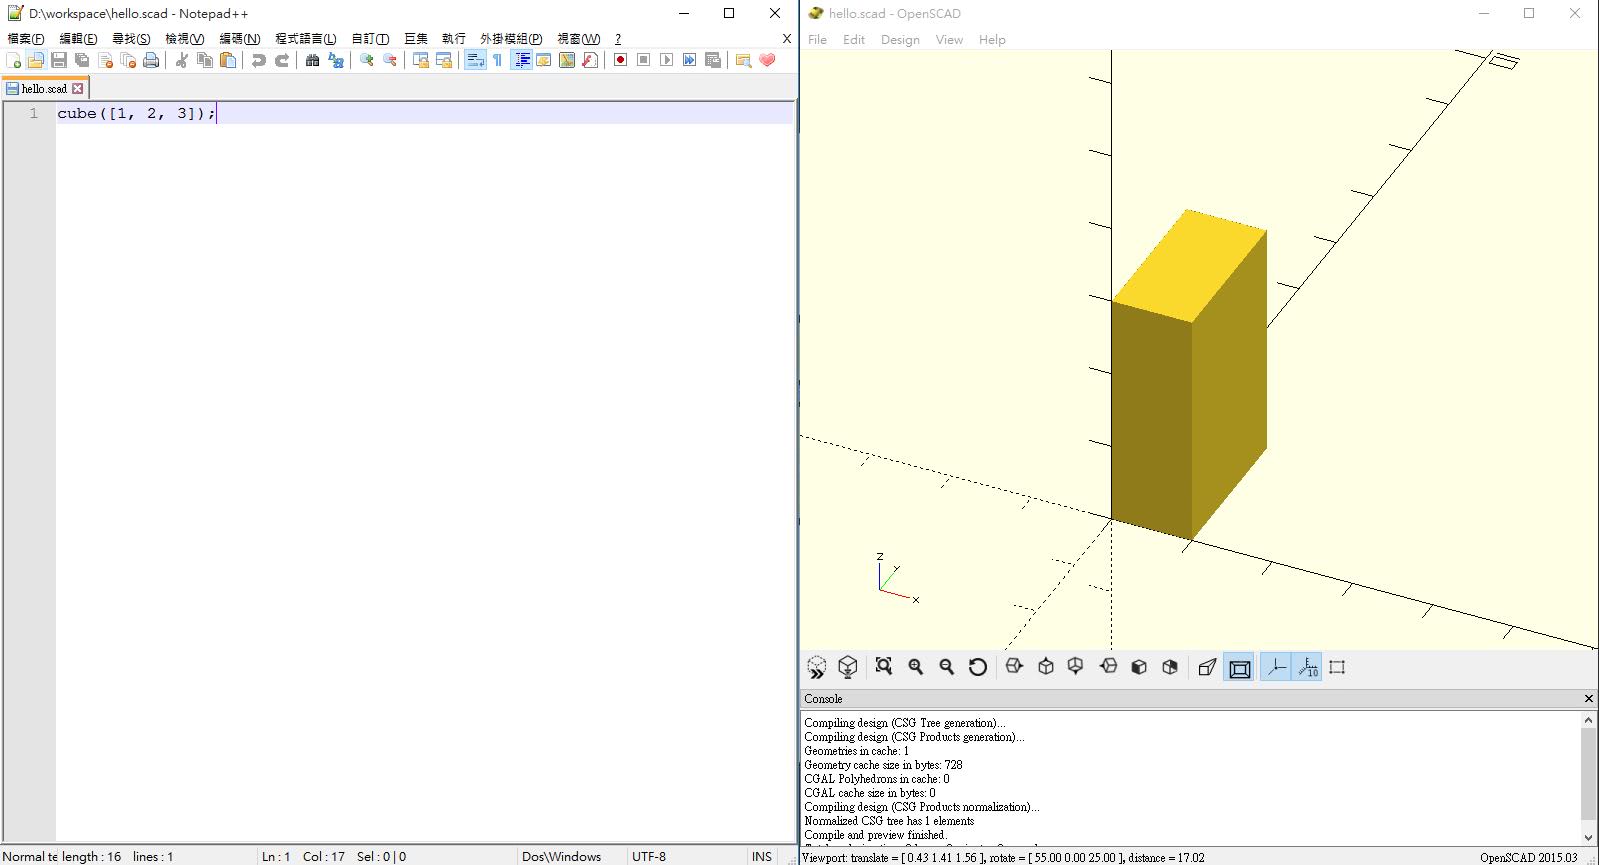 D:\workspace\hello.scad - Notepad++
檔案(F) 編輯(E) 尋找(S) 檢視(V) 編碼(N) 程式語言(L) 自訂(T) 巨集 執行 外掛模組(P) 視窗(W) ? X
hello.scad
1 cube([1, 2, 3]);
Normal te length : 16 lines : 1 Ln : 1 Col : 17 Sel : 0 | 0 Dos\Windows UTF-8 INS
hello.scad - OpenSCAD
File Edit Design View Help
z
y
x
10
Console
Compiling design (CSG Tree generation)...
Compiling design (CSG Products generation)...
Geometries in cache: 1
Geometry cache size in bytes: 728
CGAL Polyhedrons in cache: 0
CGAL cache size in bytes: 0
Compiling design (CSG Products normalization)...
Normalized CSG tree has 1 elements
Compile and preview finished.
Viewport: translate = [ 0.43 1.41 1.56 ], rotate = [ 55.00 0.00 25.00 ], distance = 17.02 OpenSCAD 2015.03